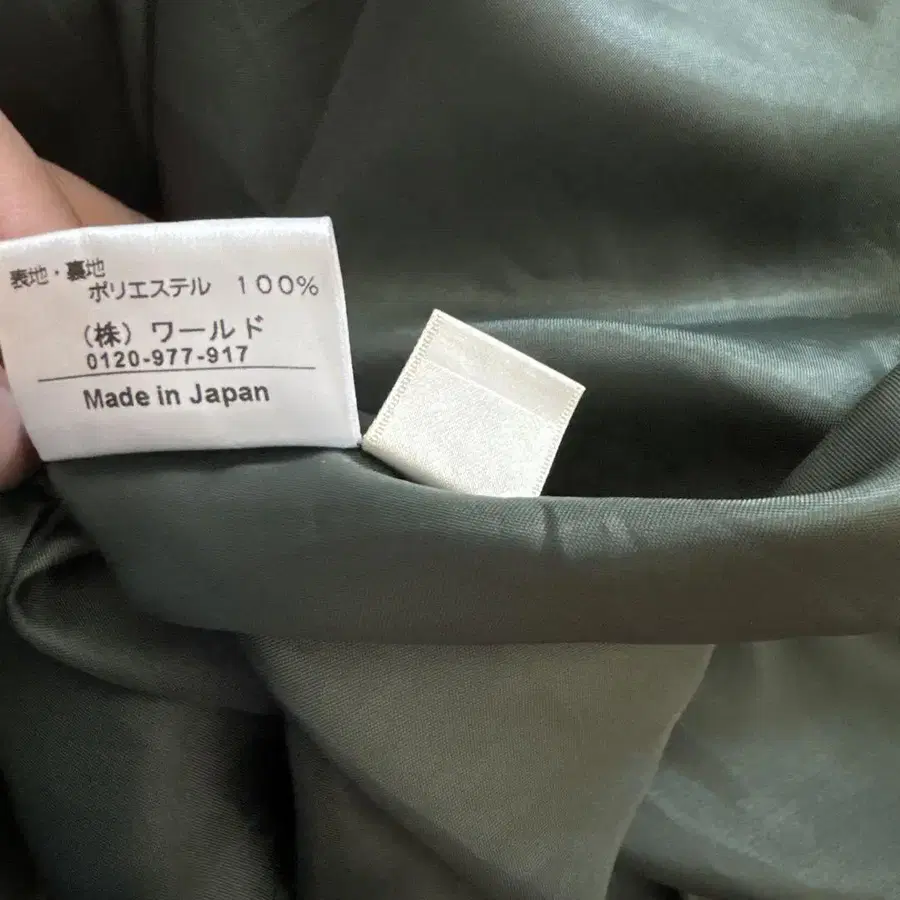 表地・裏地
ポリエステル 100%
(株)ワールド
0120-977-917
Made in Japan